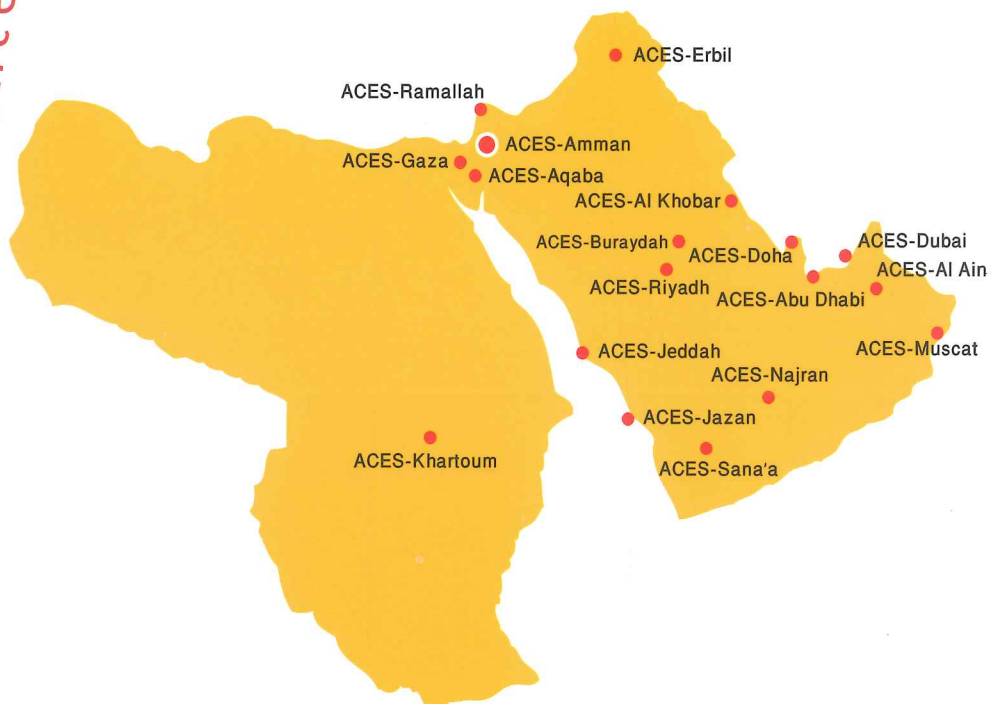 ACES-Erbil
ACES-Ramallah
ACES-Amman
ACES-Gaza
ACES-Aqaba
ACES-Al Khobar
ACES-Buraydah
ACES-Doha
ACES-Dubai
ACES-Al Ain
ACES-Riyadh
ACES-Abu Dhabi
ACES-Muscat
ACES-Jeddah
ACES-Najran
ACES-Jazan
ACES-Sana'a
ACES-Khartoum